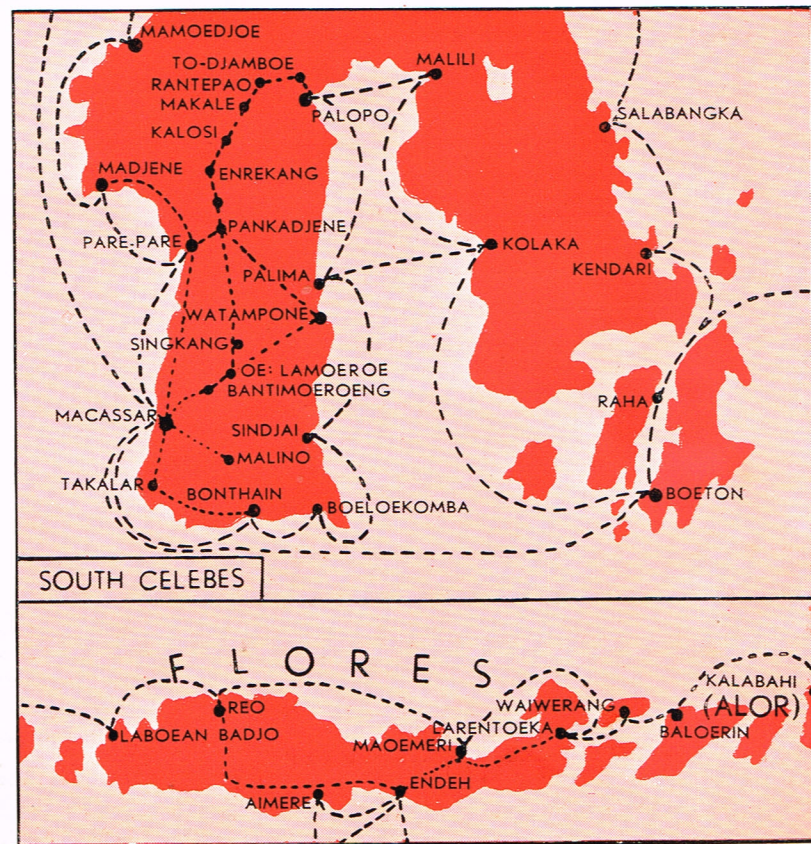 MAMOEDJOE
TO-DJAMBOE
RANTEPAO
MAKALE
MALILI
PALOPO
SALABANGKA
KALOSI
MADJENE
ENREKANG
PANKADJENE
PARE-PARE
KOLAKA
KENDARI
PALIMA
WATAMPONE
SINGKANG
OE: LAMOEROE
BANTIMOEROENG
RAHA
MACASSAR
SINDJAI
MALINO
TAKALAR
BONTHAIN
BOELOEKOMBA
BOETON
SOUTH CELEBES
FLORES
KALABAHI
(ALOR)
REO
WAIWERANG
LARENTOEKA
BALOERIN
LABOEAN BADJO
MAOEMERI
ENDEH
AIMERE